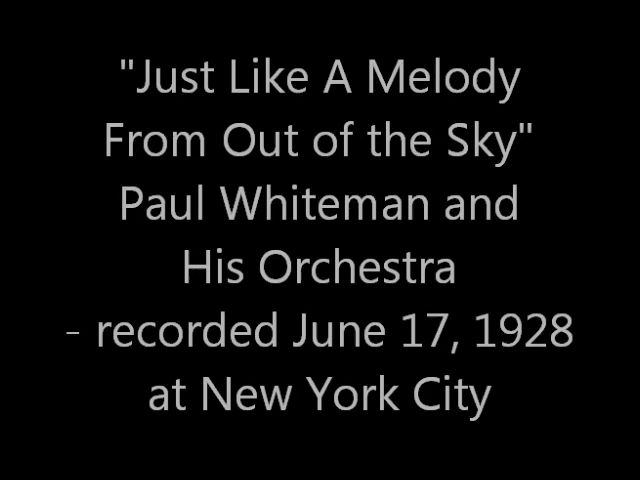 "Just Like A Melody
From Out of the Sky"
Paul Whiteman and
His Orchestra
- recorded June 17, 1928
at New York City